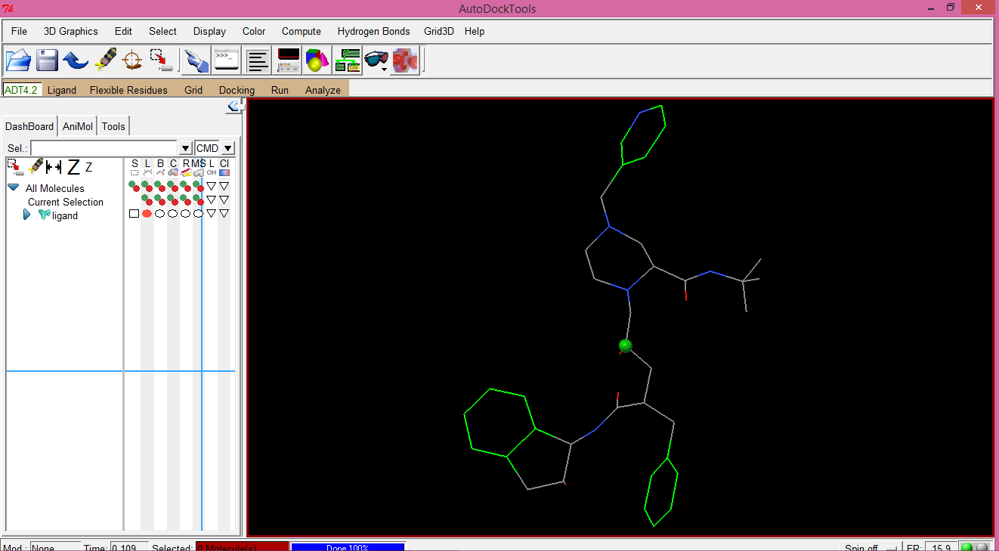 AutoDockTools
File 3D Graphics Edit Select Display Color Compute Hydrogen Bonds Grid3D Help
>>>_
ADT4.2 Ligand Flexible Residues Grid Docking Run Analyze
DashBoard AniMol Tools
Sel.: CMD
Z Z S L B C R MS L Cl
OH
All Molecules
Current Selection
ligand
Mod.: None Time: 0.109 Selected: 0 Molecule(s) Done 100% Spin off FR: 15.9